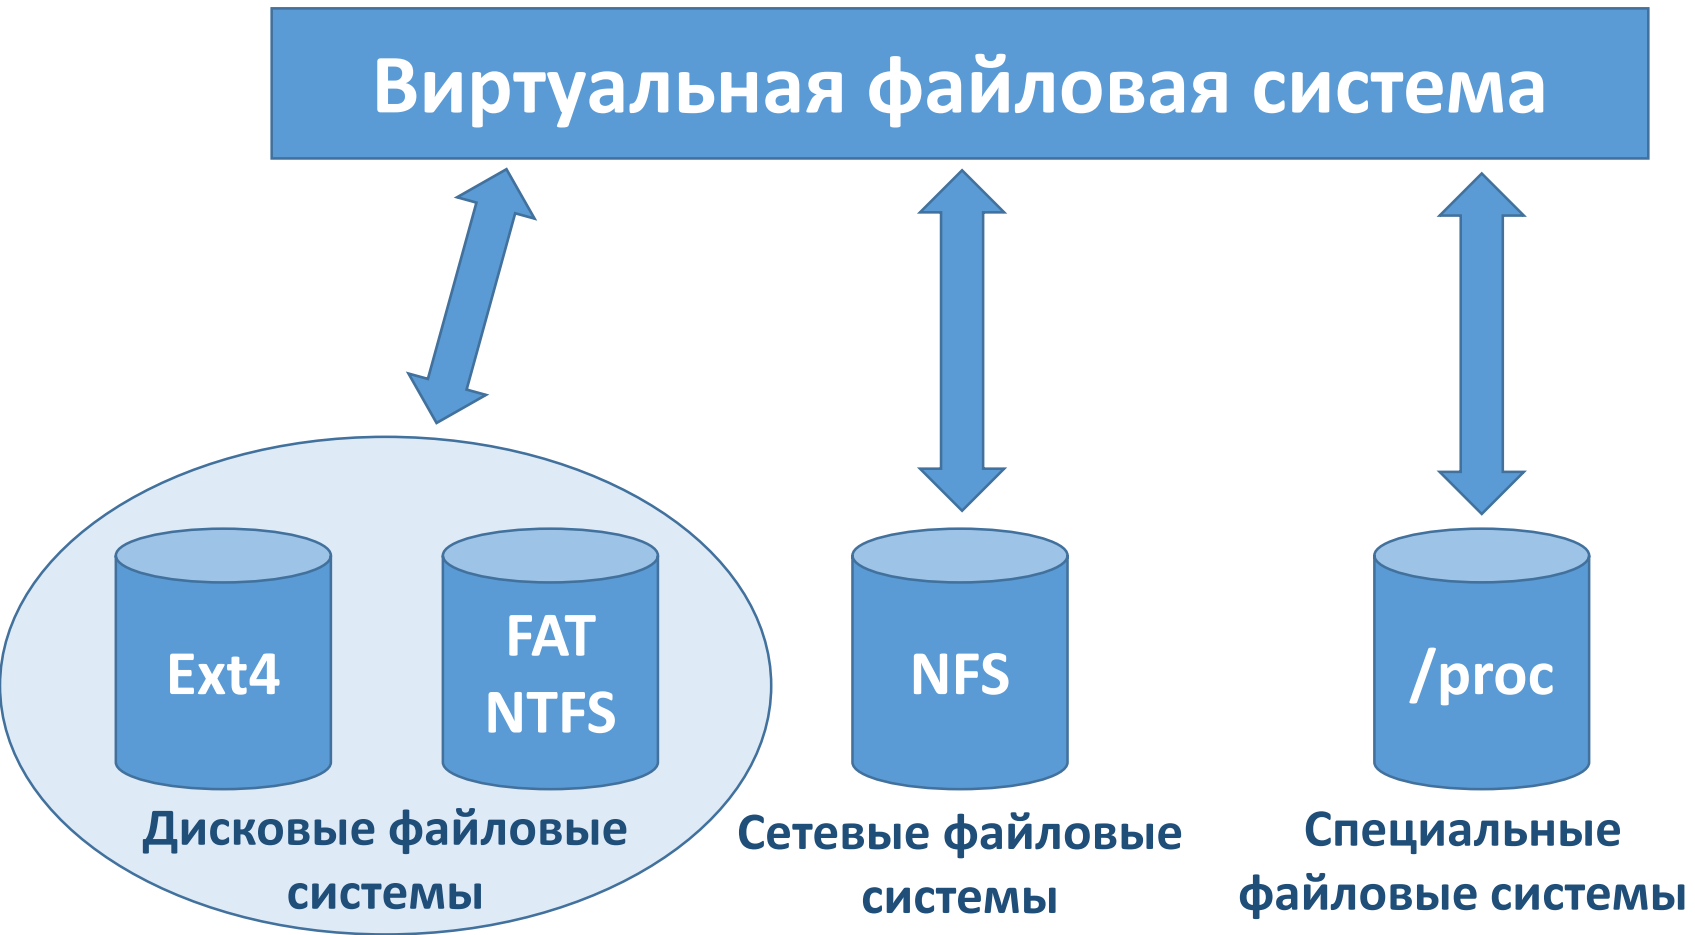 Виртуальная файловая система
Ext4
FAT
NTFS
NFS
/proc
Дисковые файловые
системы
Сетевые файловые
системы
Специальные
файловые системы